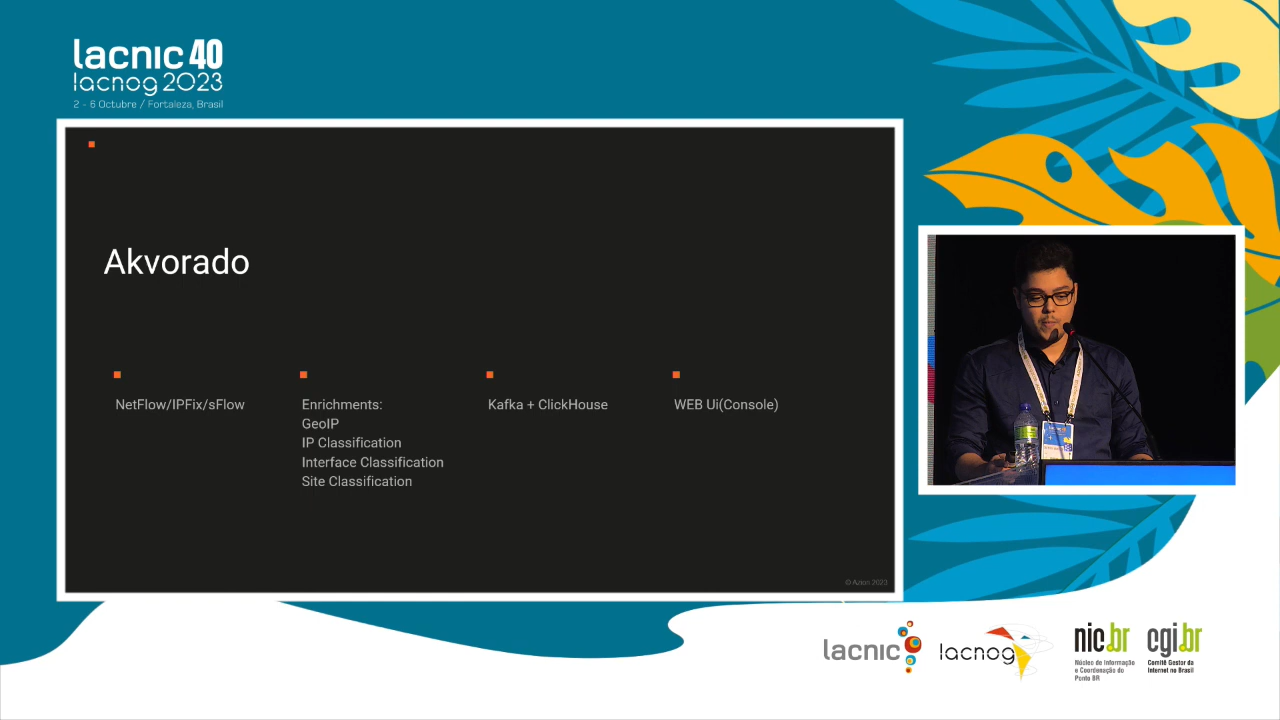 lacnic 40
lacnog 2023
2 - 6 Octubre / Fortaleza, Brasil
Akvorado
NetFlow/IPFix/sFlow
Enrichments:
GeoIP
IP Classification
Interface Classification
Site Classification
Kafka + ClickHouse
WEB Ui(Console)
© Azion 2023
lacnic
lacnog
nic.br
Núcleo de Informação
e Coordenação do
Ponto BR
cgi.br
Comitê Gestor da
Internet no Brasil